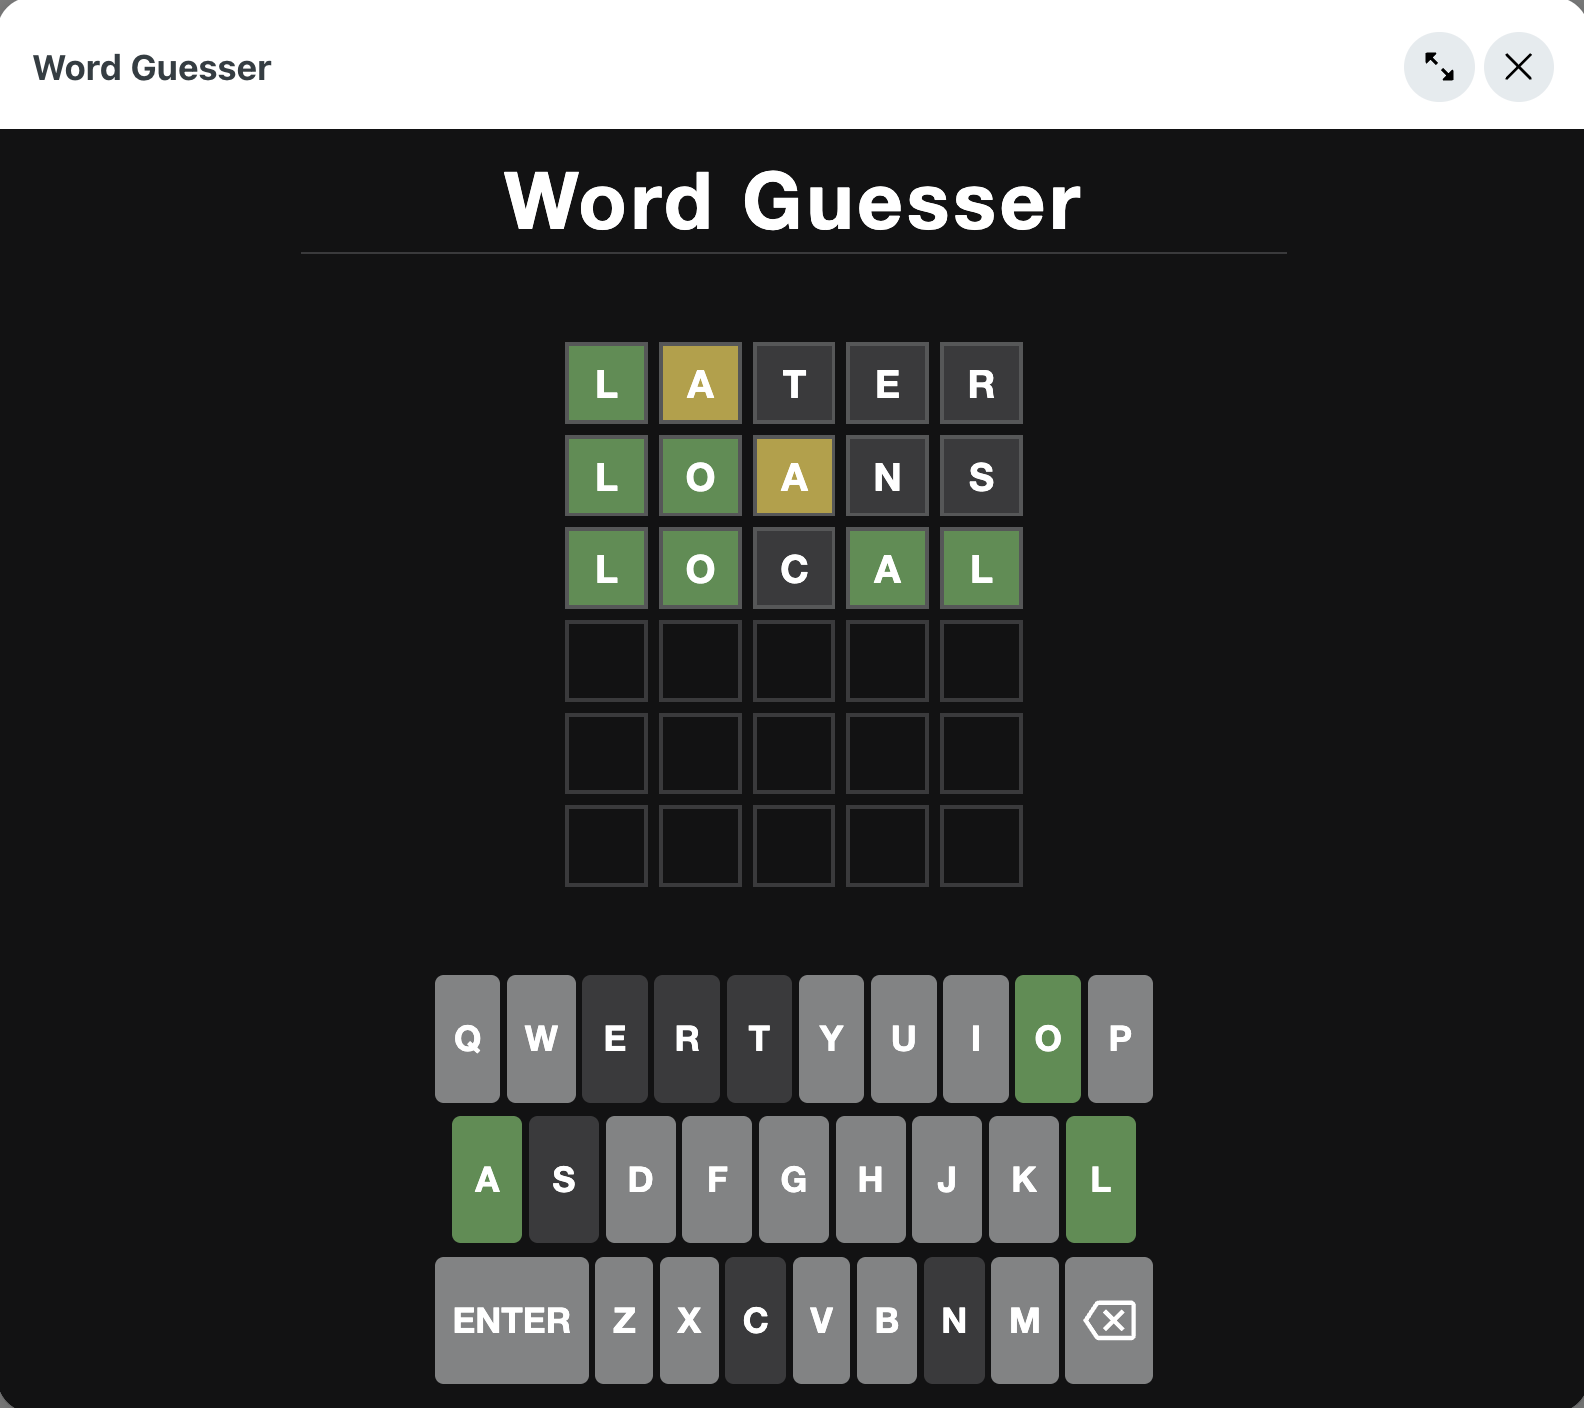 Word Guesser
Word Guesser
L A T E R
L O A N S
L O C A L
Q W E R T Y U I O P
A S D F G H J K L
ENTER Z X C V B N M